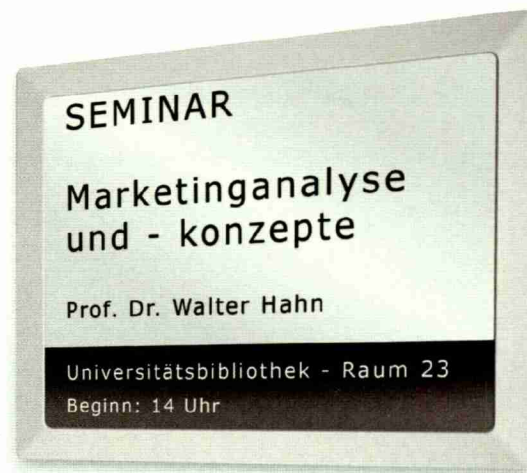 SEMINAR
Marketinganalyse
und - konzepte
Prof. Dr. Walter Hahn
Universitätsbibliothek - Raum 23
Beginn: 14 Uhr